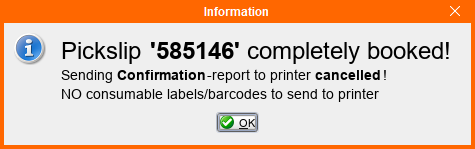 Information
Pickslip '585146' completely booked!
Sending Confirmation-report to printer cancelled!
NO consumable labels/barcodes to send to printer
OK